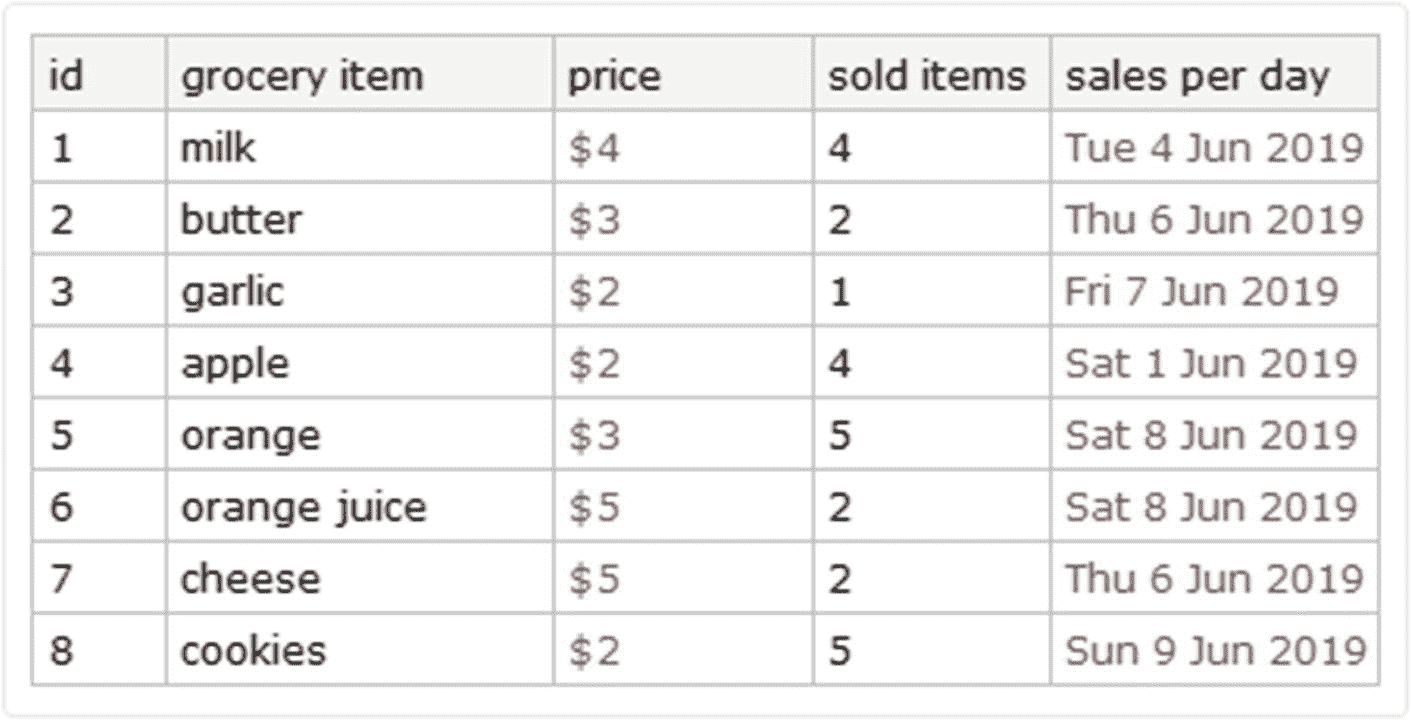 id grocery item price sold items sales per day
1 milk $4 4 Tue 4 Jun 2019
2 butter $3 2 Thu 6 Jun 2019
3 garlic $2 1 Fri 7 Jun 2019
4 apple $2 4 Sat 1 Jun 2019
5 orange $3 5 Sat 8 Jun 2019
6 orange juice $5 2 Sat 8 Jun 2019
7 cheese $5 2 Thu 6 Jun 2019
8 cookies $2 5 Sun 9 Jun 2019